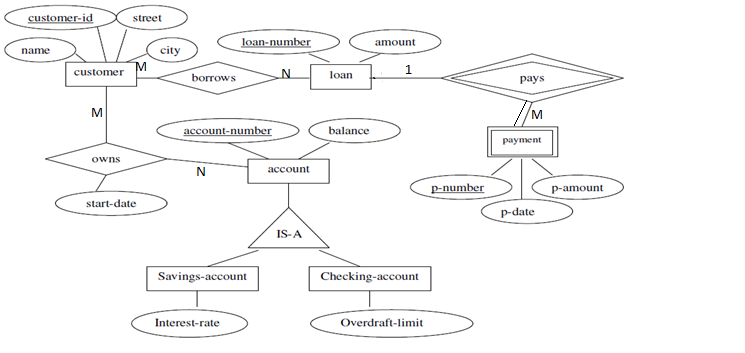 customer-id
street
name
city
loan-number
amount
customer
M
borrows
N
loan
1
pays
M
M
payment
account-number
balance
owns
N
account
p-number
p-amount
start-date
p-date
IS-A
Savings-account
Checking-account
Interest-rate
Overdraft-limit